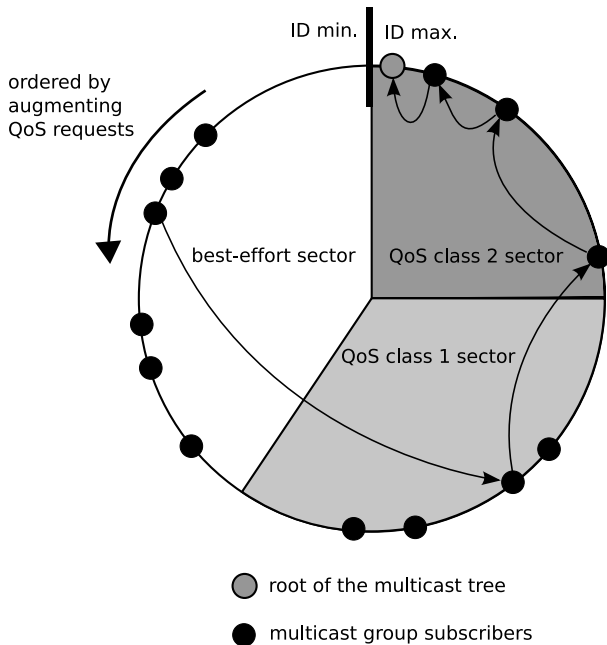 ID min.
ID max.
ordered by
augmenting
QoS requests
best-effort sector
QoS class 2 sector
QoS class 1 sector
root of the multicast tree
multicast group subscribers